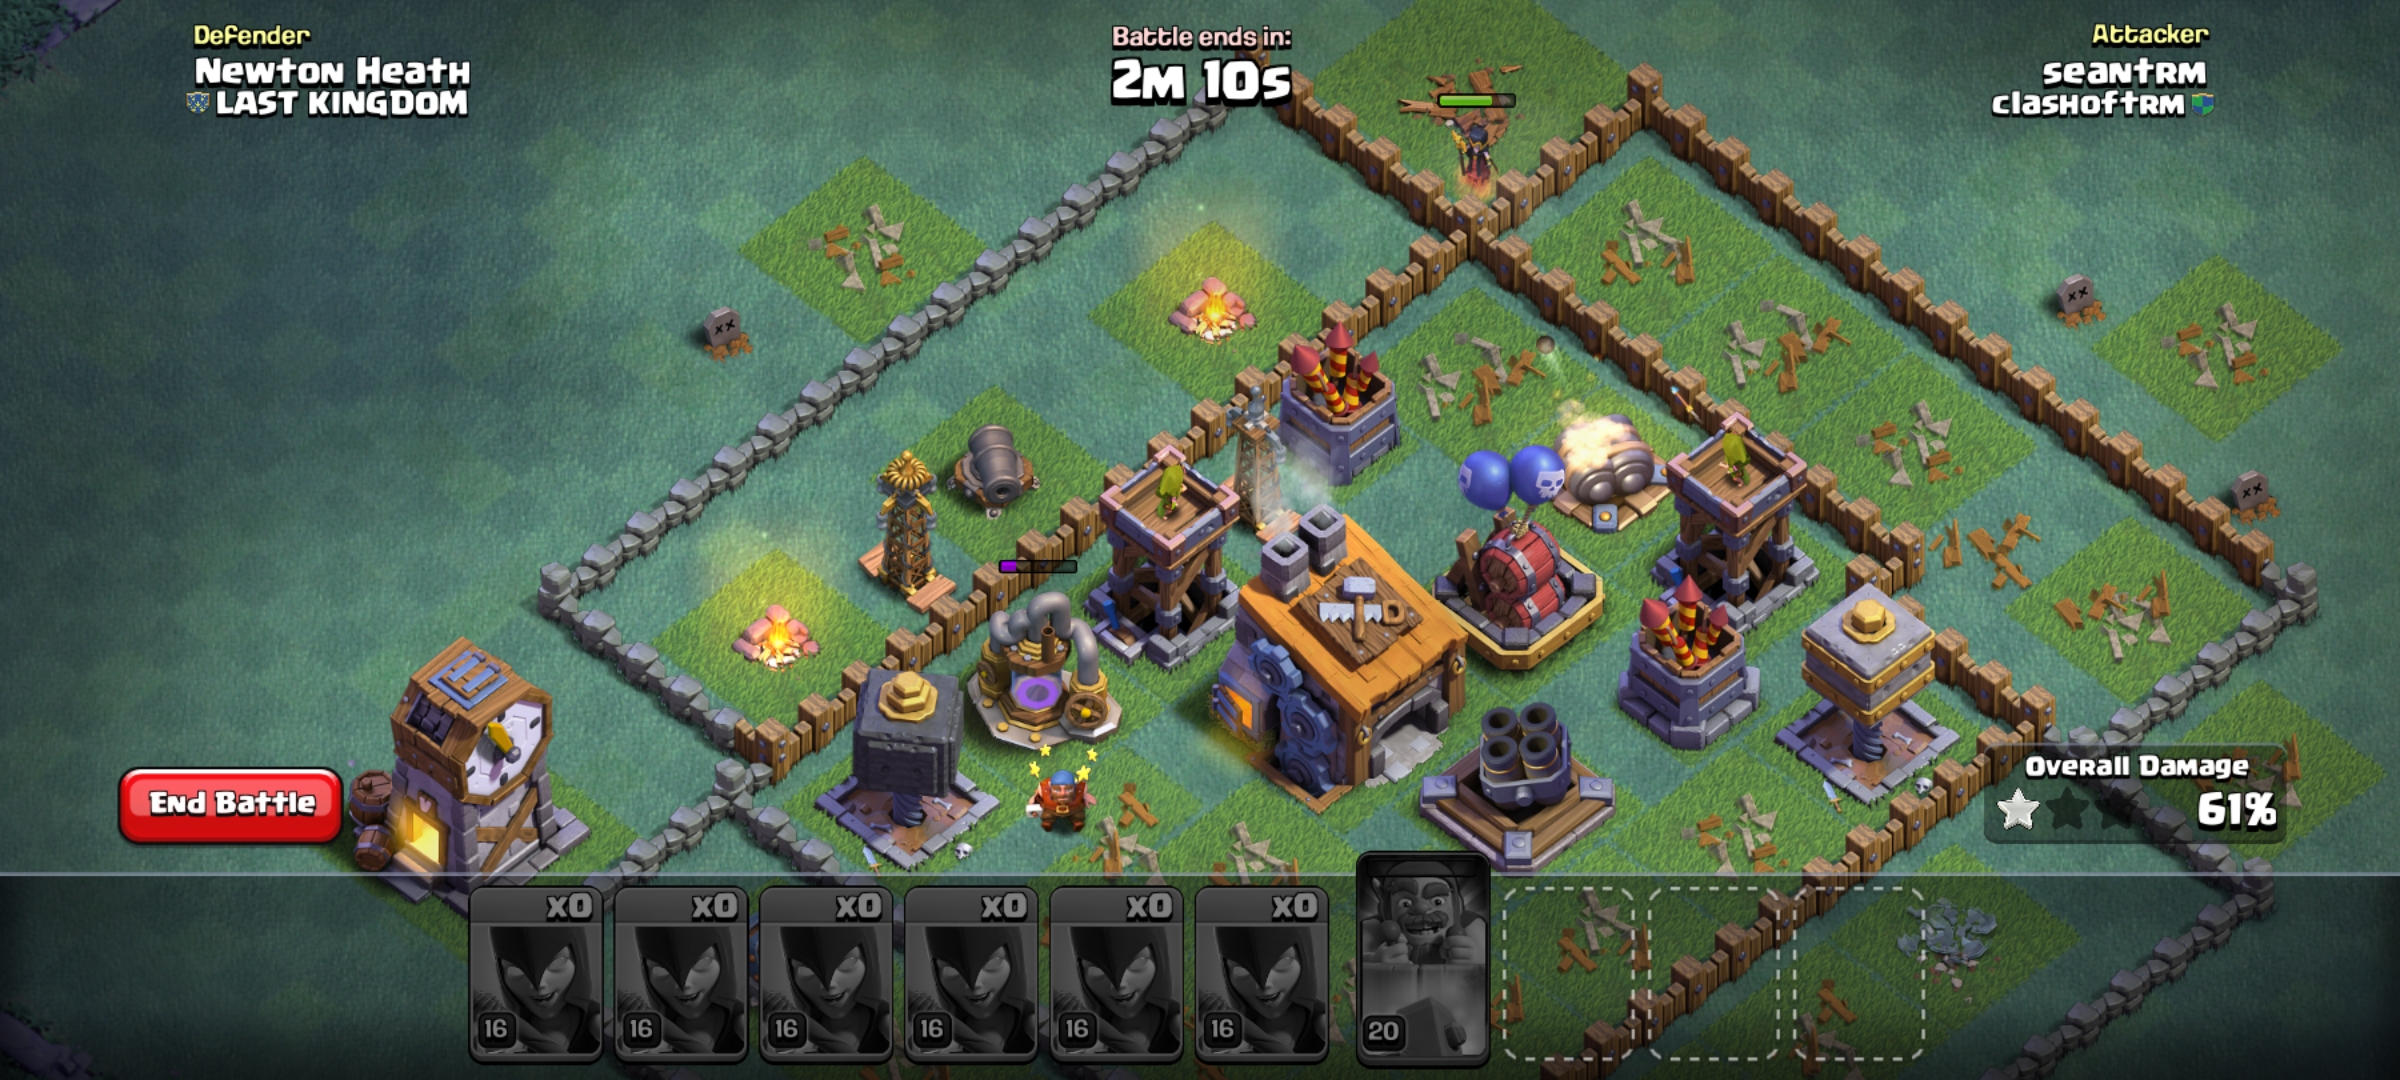 Defender
Newton Heath
LAST KINGDOM
Battle ends in:
2M 10s
Attacker
seantRM
clashoftRM
End Battle
Overall Damage
61%
x0
x0
x0
x0
x0
x0
16
16
16
16
16
16
20